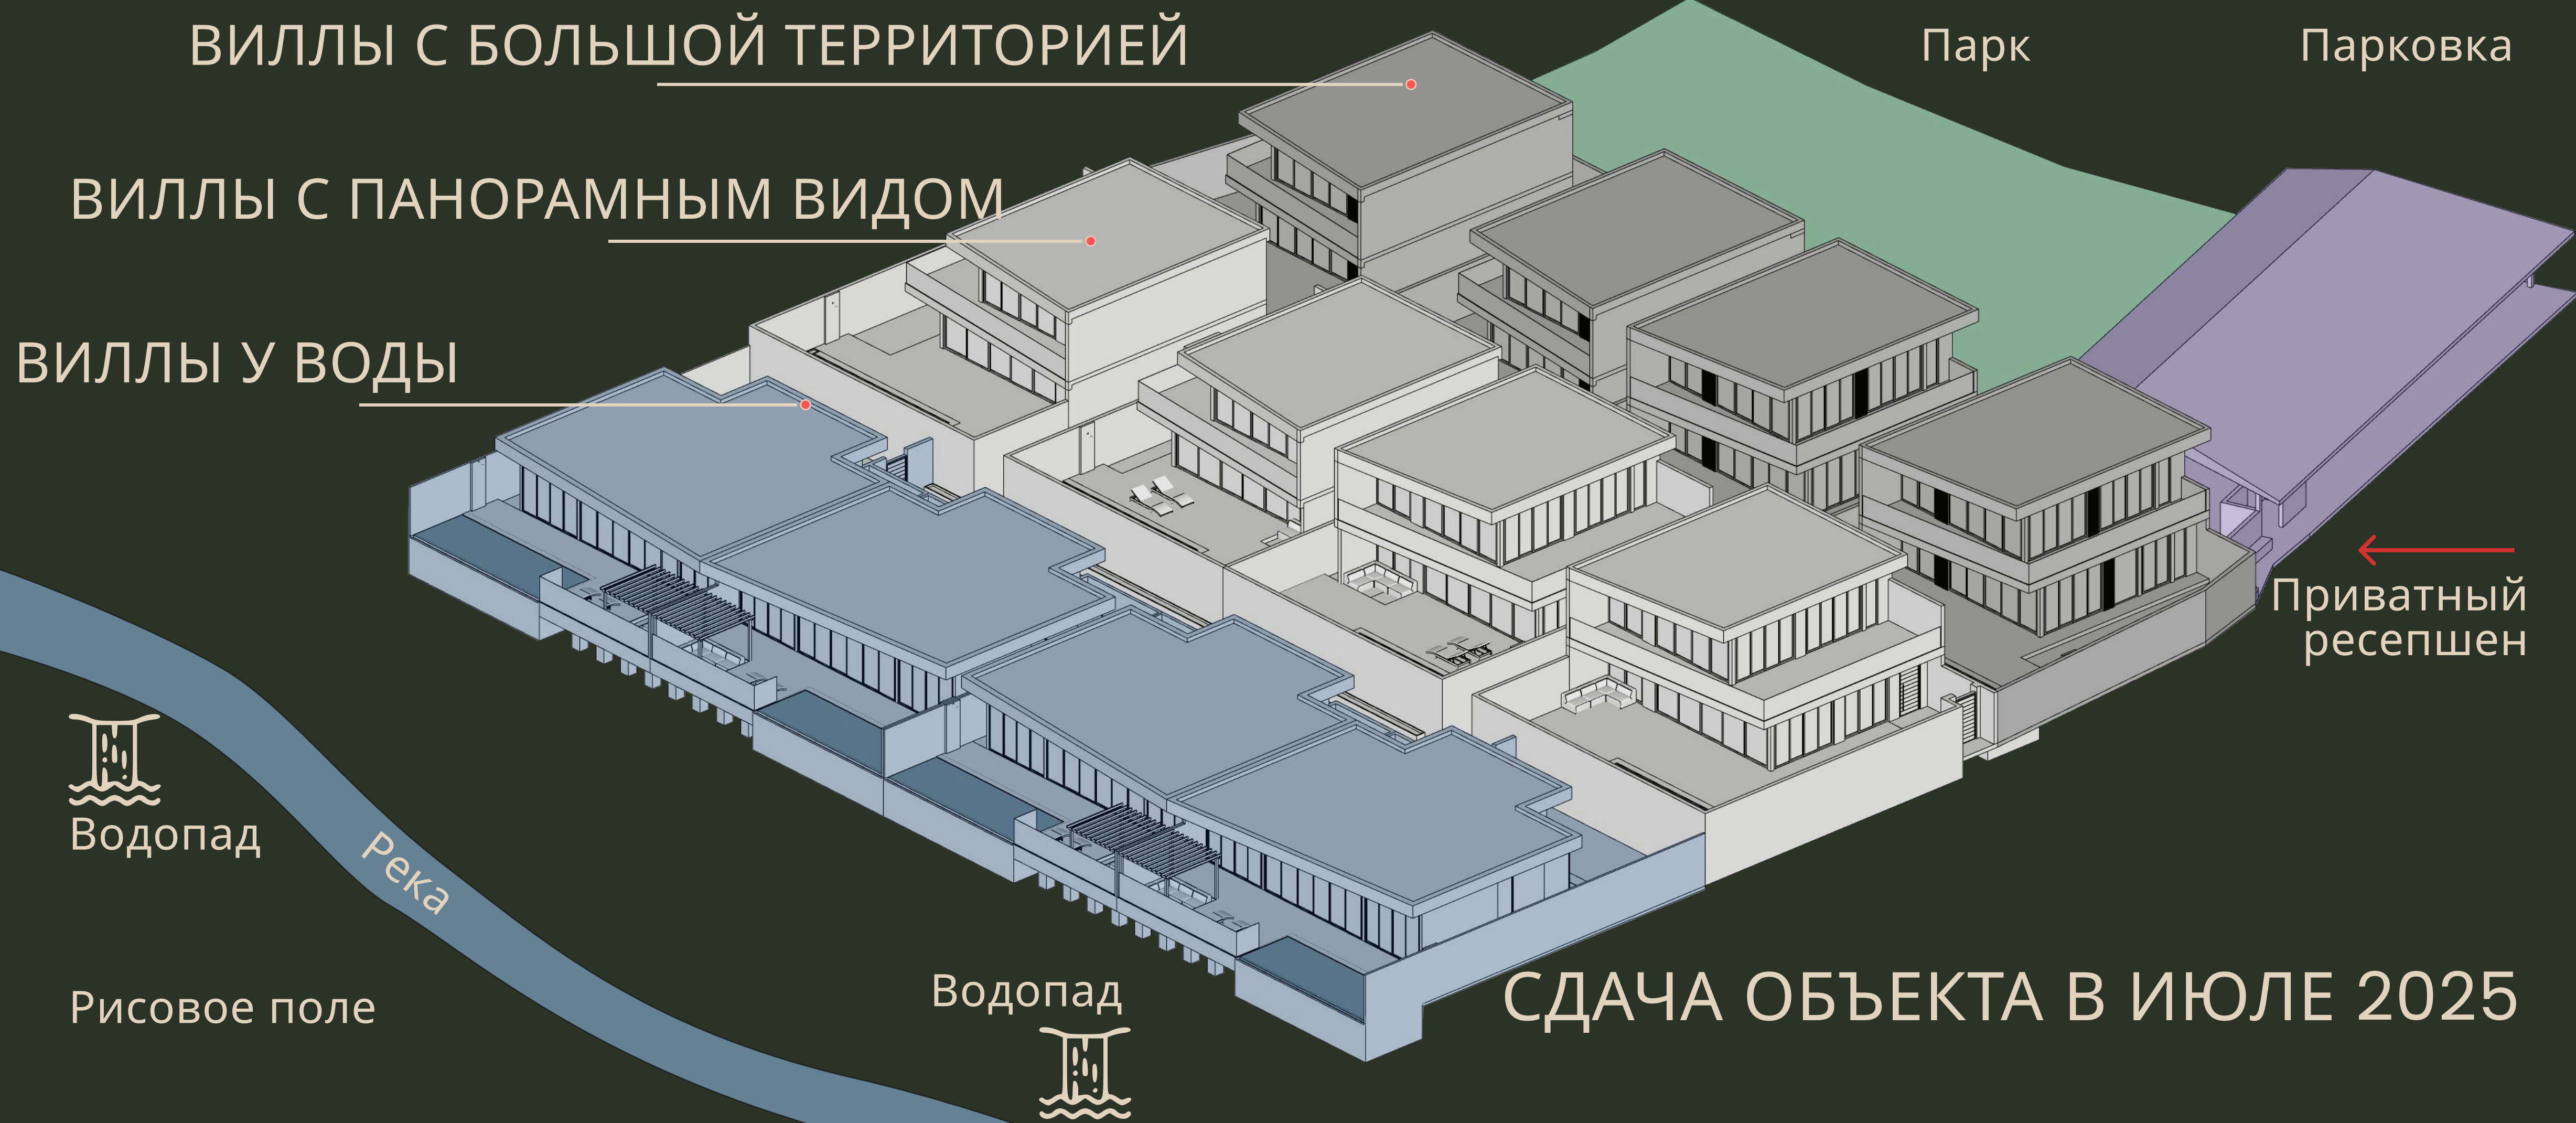 ВИЛЛЫ С БОЛЬШОЙ ТЕРРИТОРИЕЙ
Парк
Парковка
ВИЛЛЫ С ПАНОРАМНЫМ ВИДОМ
ВИЛЛЫ У ВОДЫ
Приватный
ресепшен
Водопад
Река
Рисовое поле
Водопад
СДАЧА ОБЪЕКТА В ИЮЛЕ 2025